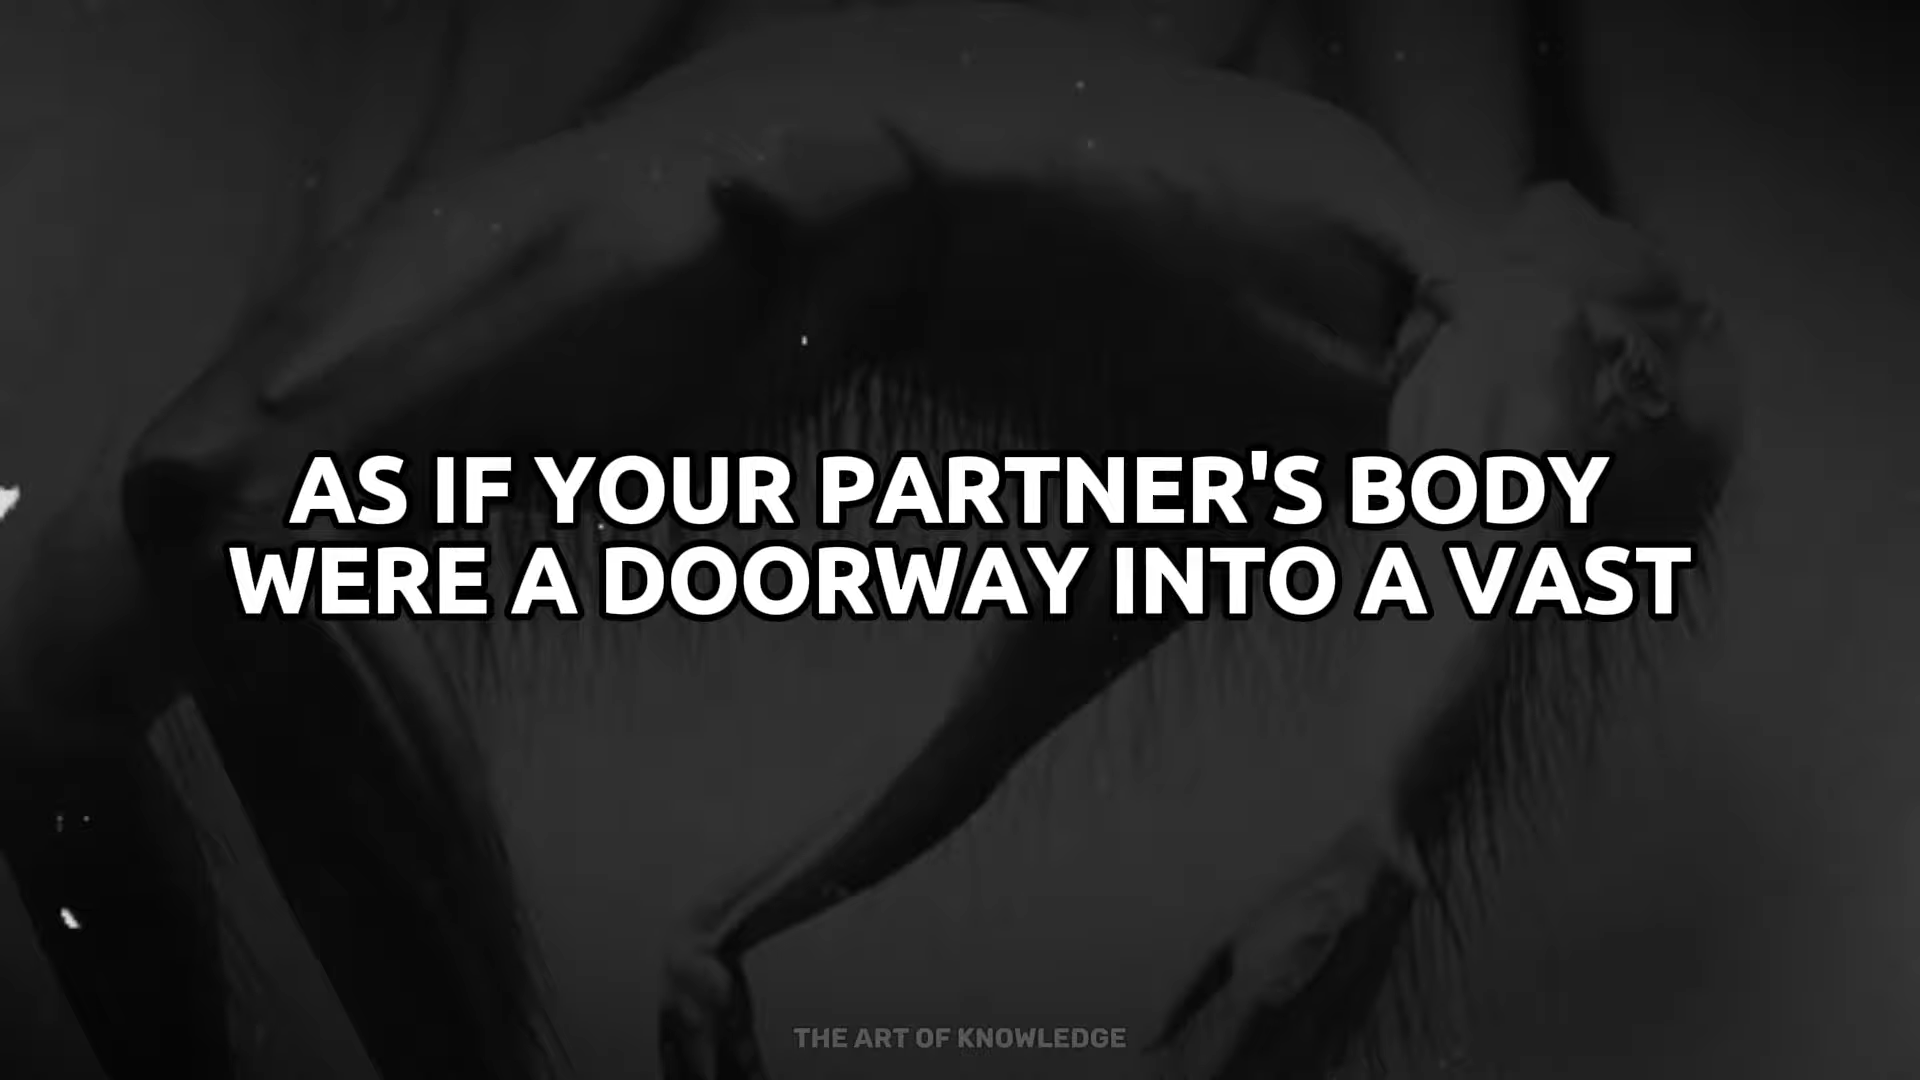 AS IF YOUR PARTNER'S BODY
WERE A DOORWAY INTO A VAST
THE ART OF KNOWLEDGE